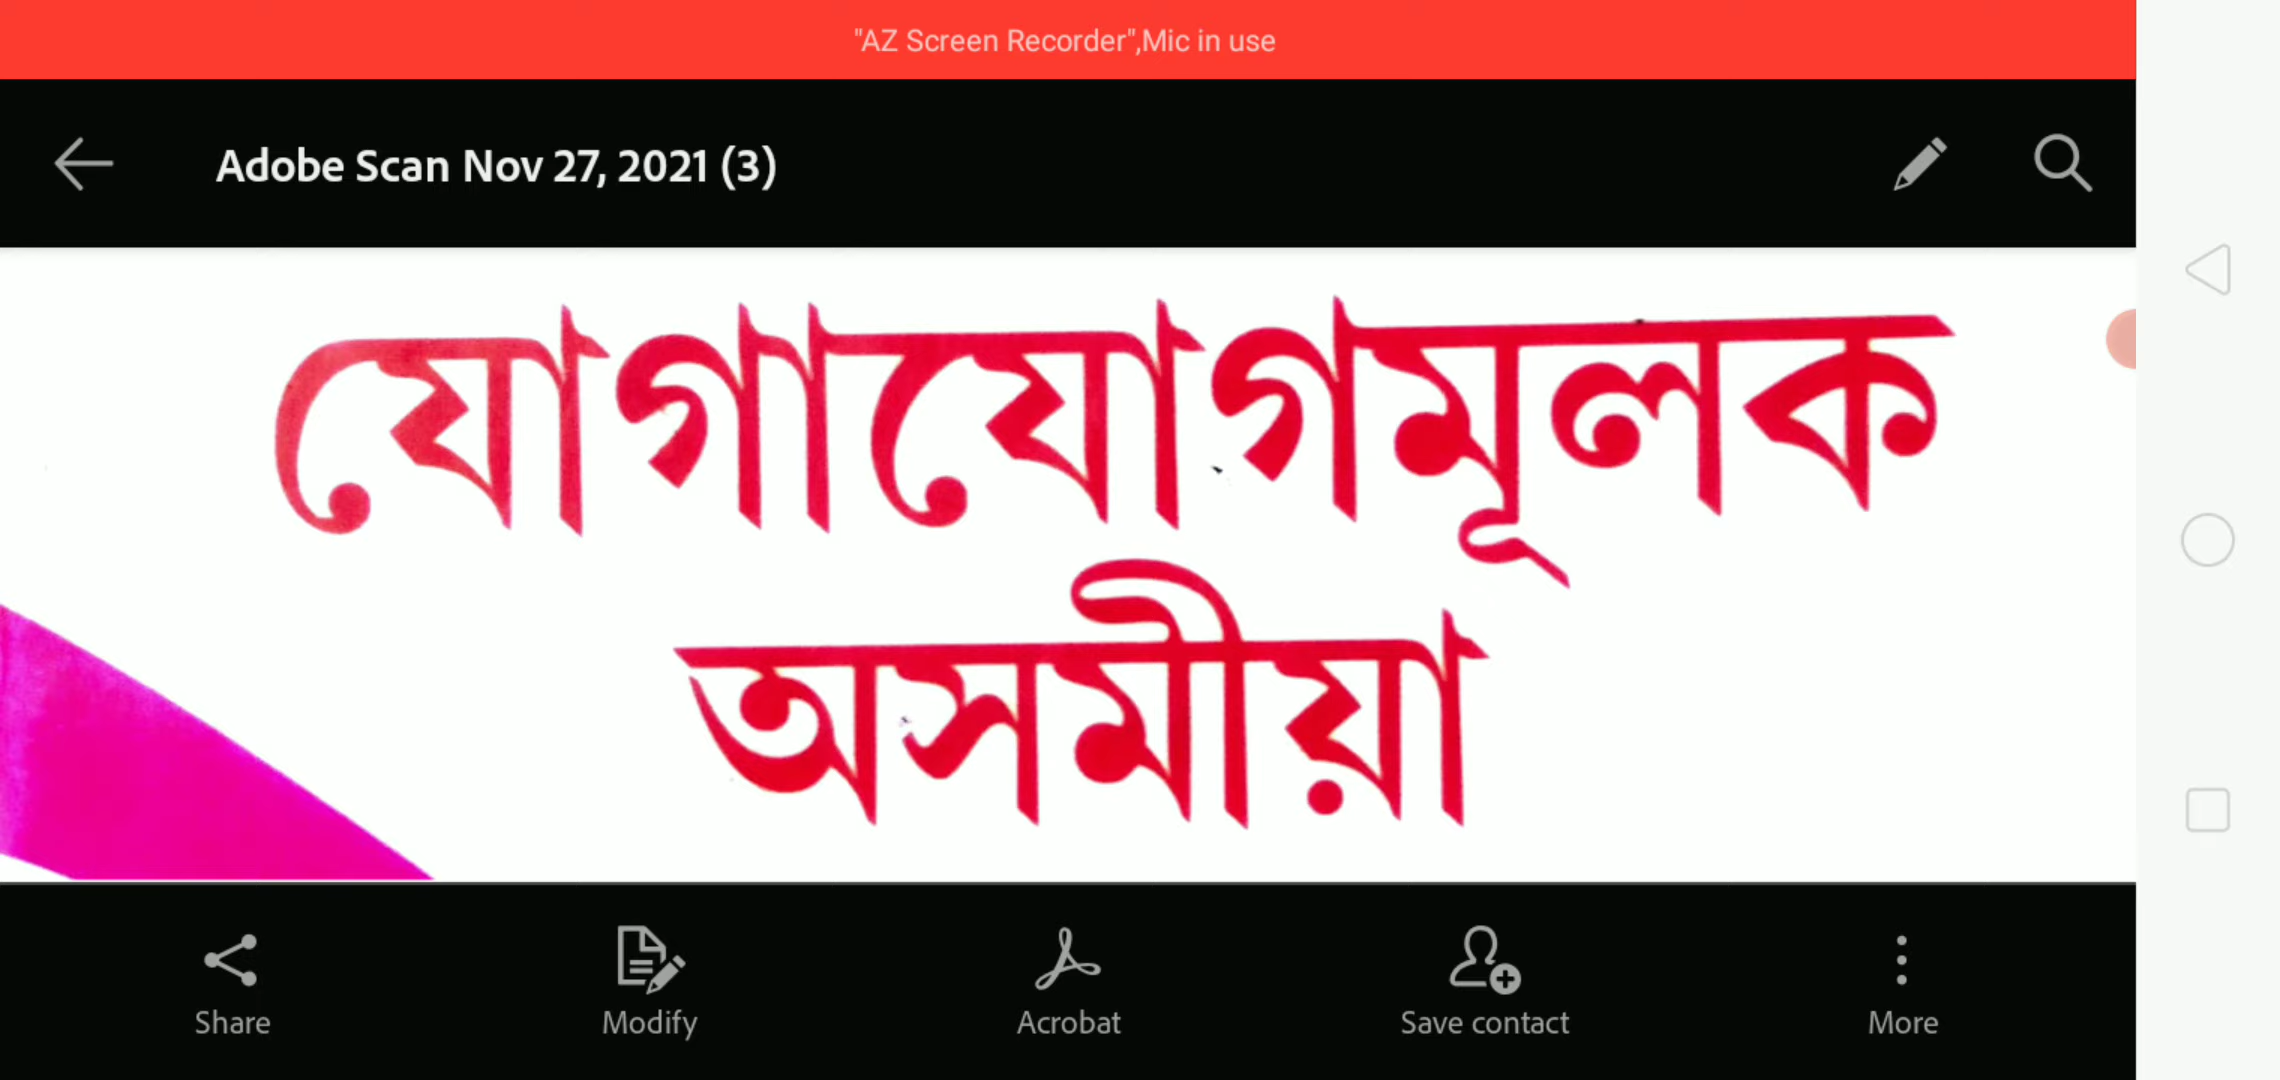 "AZ Screen Recorder",Mic in use
Adobe Scan Nov 27, 2021 (3)
যোগাযোগমূলক
অসমীয়া
Share Modify Acrobat Save contact More